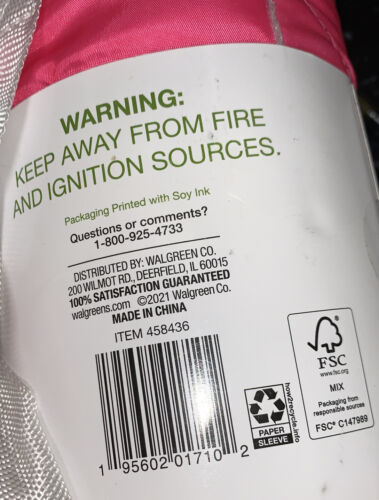 WARNING:
KEEP AWAY FROM FIRE
AND IGNITION SOURCES.
Packaging Printed with Soy Ink
Questions or comments?
1-800-925-4733
DISTRIBUTED BY: WALGREEN CO.
200 WILMOT RD., DEERFIELD, IL 60015
100% SATISFACTION GUARANTEED
walgreens.com ©2021 Walgreen Co.
MADE IN CHINA
ITEM 458436
1 95602 01710 2
how2recycle.info
PAPER
SLEEVE
FSC
www.fsc.org
MIX
Packaging from
responsible sources
FSC® C147989